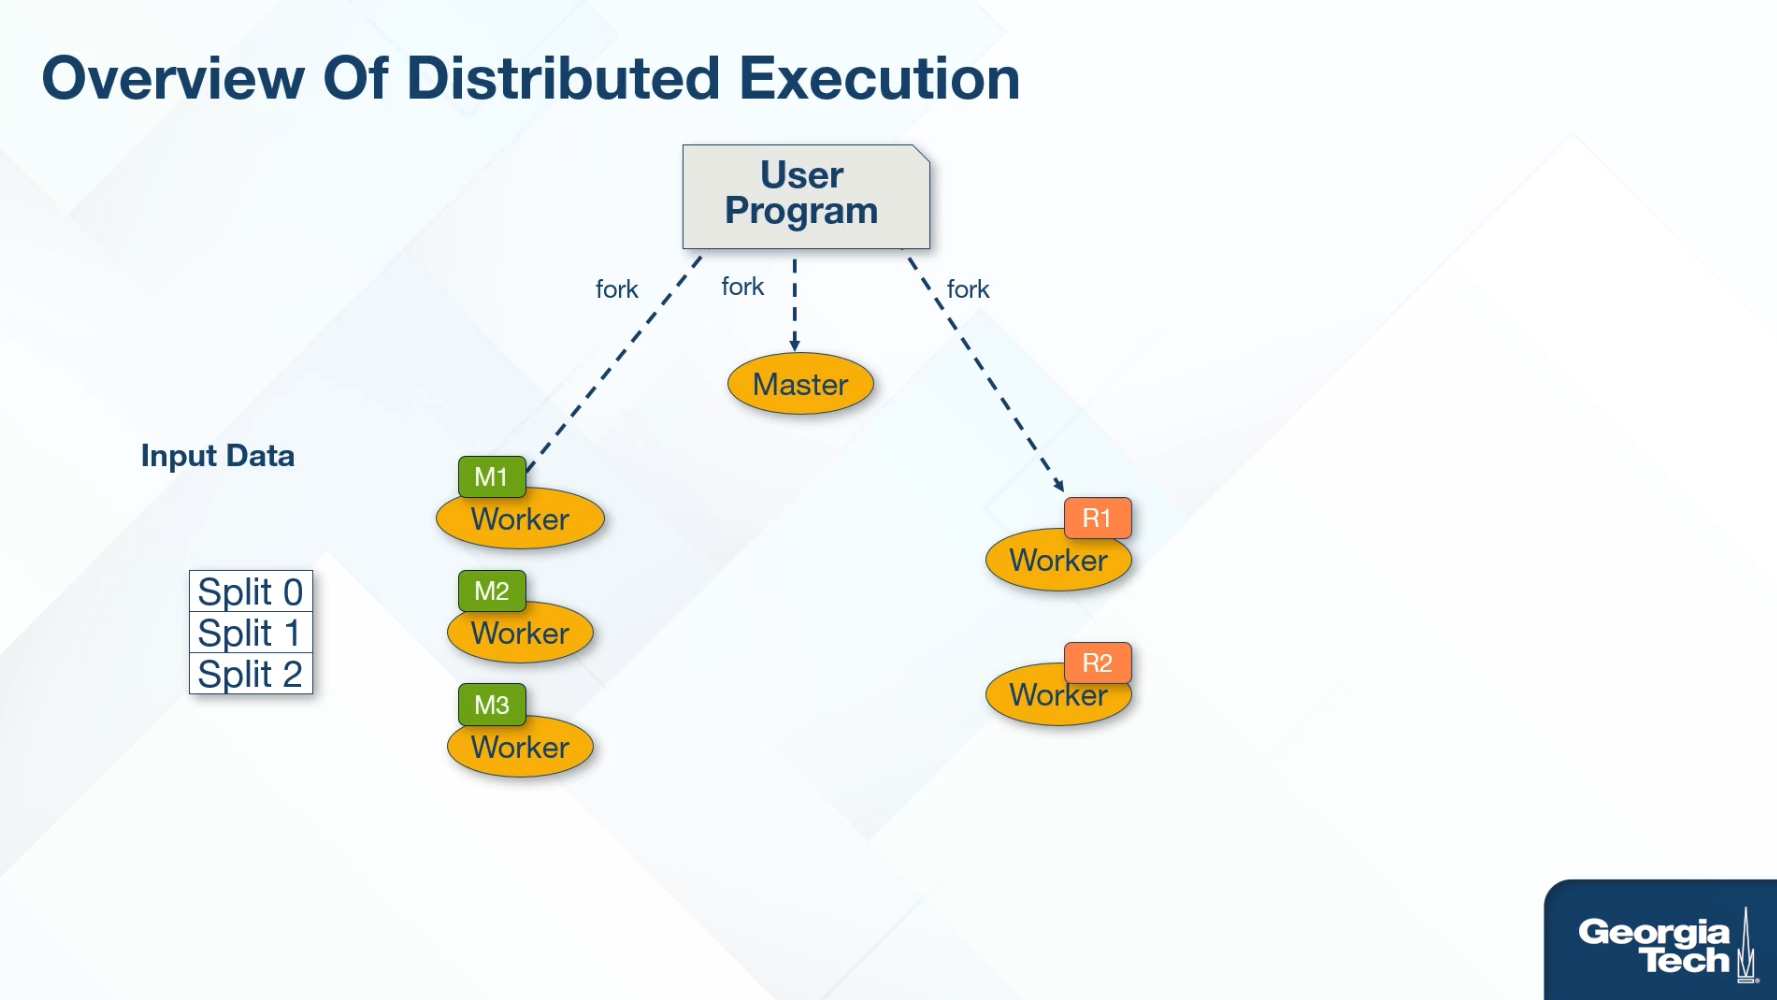 Overview Of Distributed Execution
User
Program
fork
fork
fork
Master
Input Data
M1
Worker
R1
Worker
Split 0
Split 1
Split 2
M2
Worker
R2
Worker
M3
Worker
Georgia
Tech